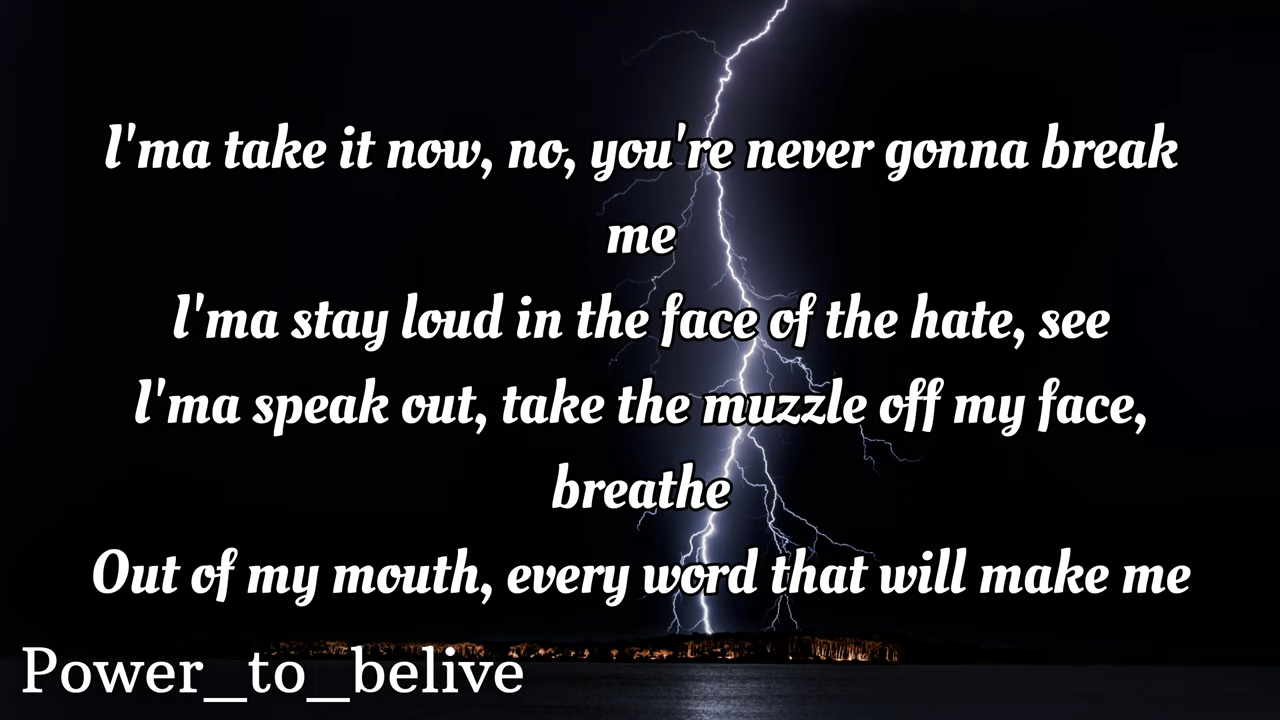 I'ma take it now, no, you're never gonna break
me
I'ma stay loud in the face of the hate, see
I'ma speak out, take the muzzle off my face,
breathe
Out of my mouth, every word that will make me
Power_to_belive